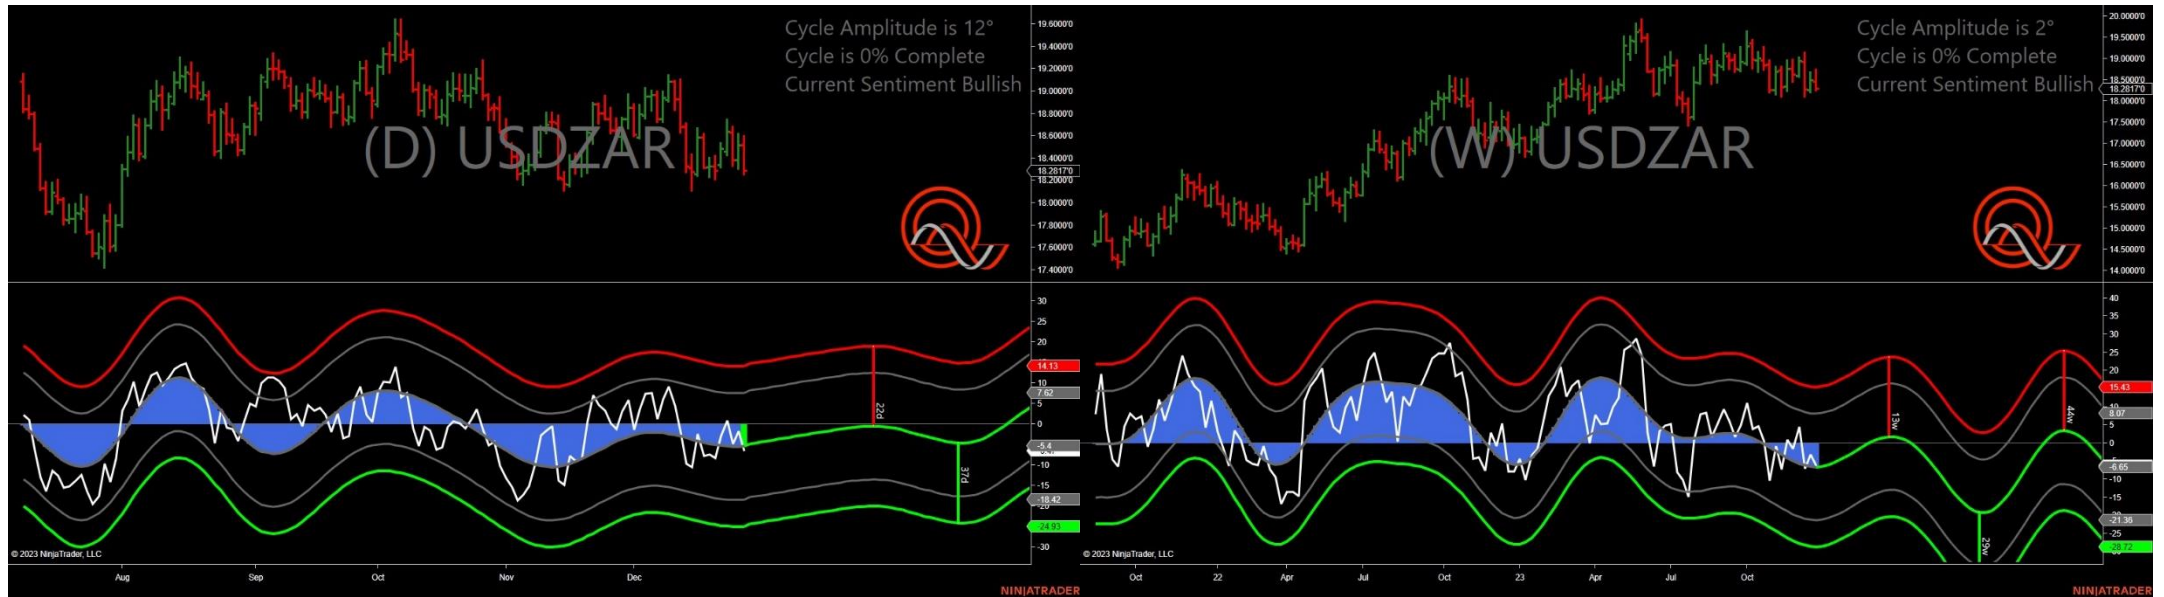 Cycle Amplitude is 12°
Cycle is 0% Complete
Current Sentiment Bullish
(D) USDZAR
19.6000'0
19.4000'0
19.2000'0
19.0000'0
18.8000'0
18.6000'0
18.4000'0
18.2817'0
18.2000'0
18.0000'0
17.8000'0
17.6000'0
17.4000'0
30
25
20
14.13
10
7.62
5
0
-5.4
-10
-15
-18.42
-20
-24.93
-30
22d
37d
© 2023 NinjaTrader, LLC
Aug
Sep
Oct
Nov
Dec
NINJATRADER
Cycle Amplitude is 2°
Cycle is 0% Complete
Current Sentiment Bullish
(W) USDZAR
20.0000'0
19.5000'0
19.0000'0
18.5000'0
18.2817'0
18.0000'0
17.5000'0
17.0000'0
16.5000'0
16.0000'0
15.5000'0
15.0000'0
14.5000'0
14.0000'0
40
35
30
25
20
15.43
10
8.07
5
0
-6.65
-10
-15
-21.36
-25
-28.72
13w
29w
44w
© 2023 NinjaTrader, LLC
Oct
22
Apr
Jul
Oct
23
Apr
Jul
Oct
NINJATRADER